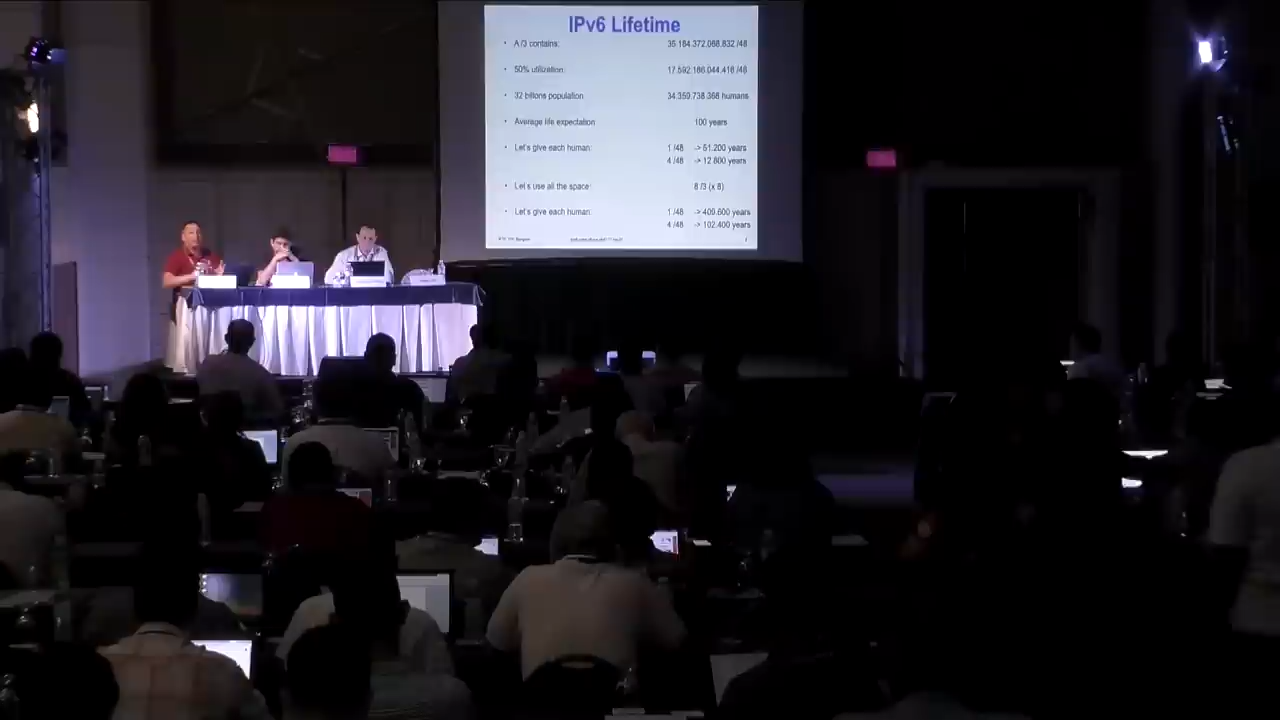 IPv6 Lifetime
• A /3 contains: 35.184.372.088.832 /48
• 50% utilization: 17.592.186.044.416 /48
• 32 billions population 34.359.738.368 humans
• Average life expectation 100 years
• Let's give each human: 1 /48 -> 51.200 years
4 /48 -> 12.800 years
• Let's use all the space: 8 /3 (x 8)
• Let's give each human: 1 /48 -> 409.600 years
4 /48 -> 102.400 years